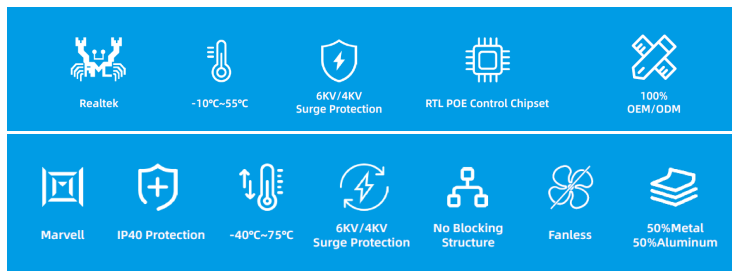 Realtek
-10℃~55℃
6KV/4KV
Surge Protection
RTL POE Control Chipset
100%
OEM/ODM
Marvell
IP40 Protection
-40℃~75℃
6KV/4KV
Surge Protection
No Blocking
Structure
Fanless
50%Metal
50%Aluminum